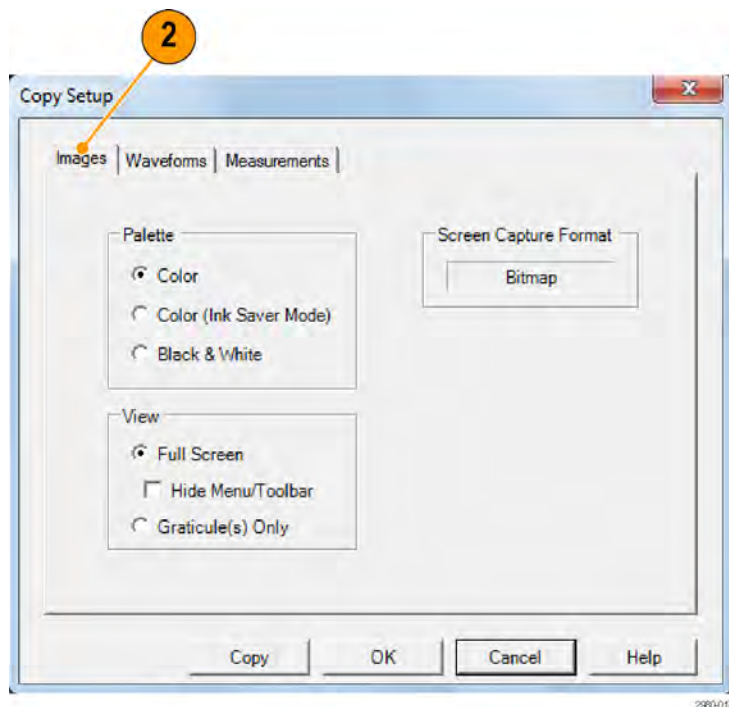 2
Copy Setup
Images Waveforms Measurements
Palette
Color
Color (Ink Saver Mode)
Black & White
Screen Capture Format
Bitmap
View
Full Screen
Hide Menu/Toolbar
Graticule(s) Only
Copy OK Cancel Help